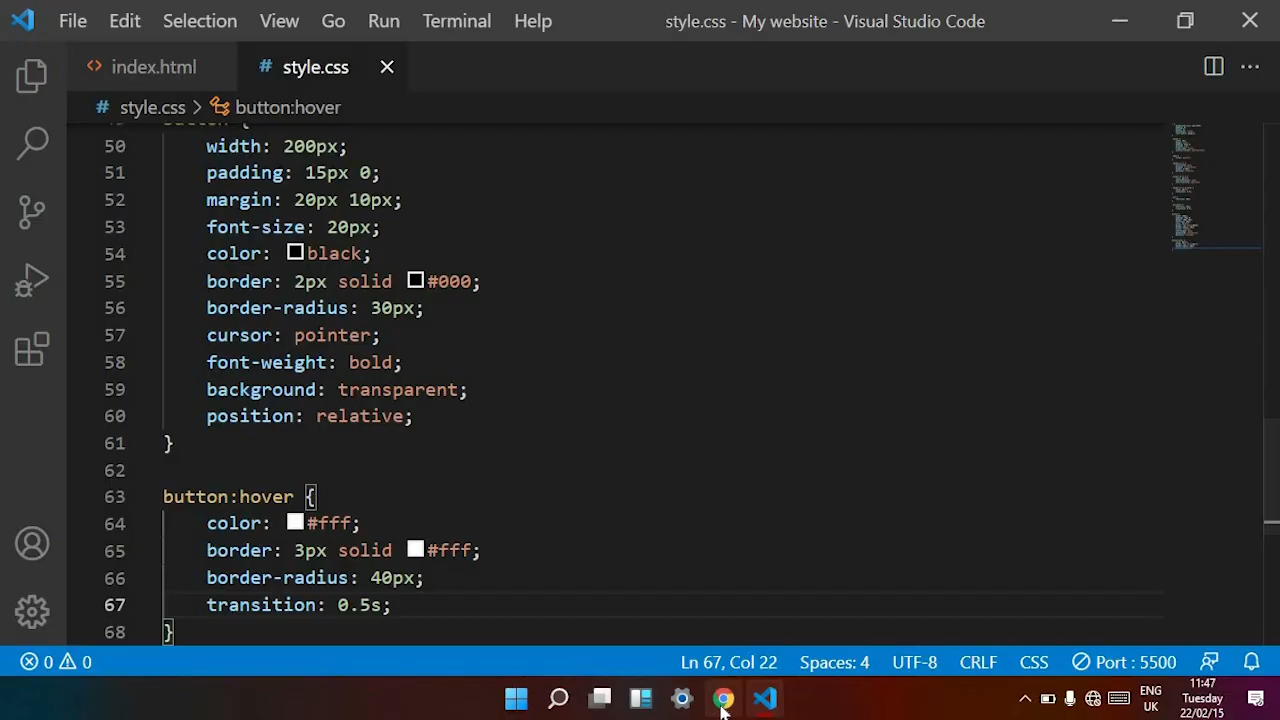 File Edit Selection View Go Run Terminal Help style.css - My website - Visual Studio Code
index.html # style.css
# style.css > button:hover
50 width: 200px;
51 padding: 15px 0;
52 margin: 20px 10px;
53 font-size: 20px;
54 color: black;
55 border: 2px solid #000;
56 border-radius: 30px;
57 cursor: pointer;
58 font-weight: bold;
59 background: transparent;
60 position: relative;
61 }
62
63 button:hover {
64 color: #fff;
65 border: 3px solid #fff;
66 border-radius: 40px;
67 transition: 0.5s;
68 }
0 0 Ln 67, Col 22 Spaces: 4 UTF-8 CRLF CSS Port : 5500
ENG
UK
11:47
Tuesday
22/02/15